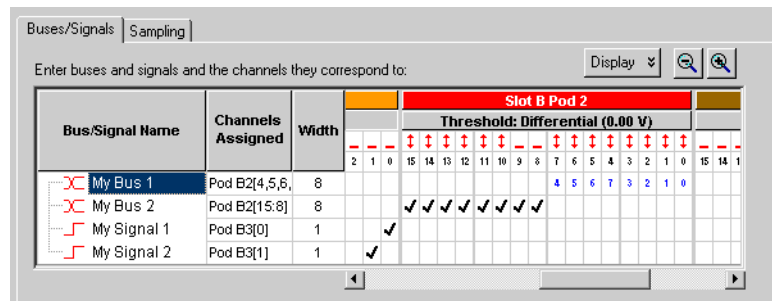 Buses/Signals Sampling
Enter buses and signals and the channels they correspond to: Display
Slot B Pod 2
Bus/Signal Name Channels Assigned Width Threshold: Differential (0.00 V)
2 1 0 15 14 13 12 11 10 9 8 7 6 5 4 3 2 1 0 15 14 1
My Bus 1 Pod B2[4,5,6, 8 4 5 6 7 3 2 1 0
My Bus 2 Pod B2[15:8] 8
My Signal 1 Pod B3[0] 1
My Signal 2 Pod B3[1] 1